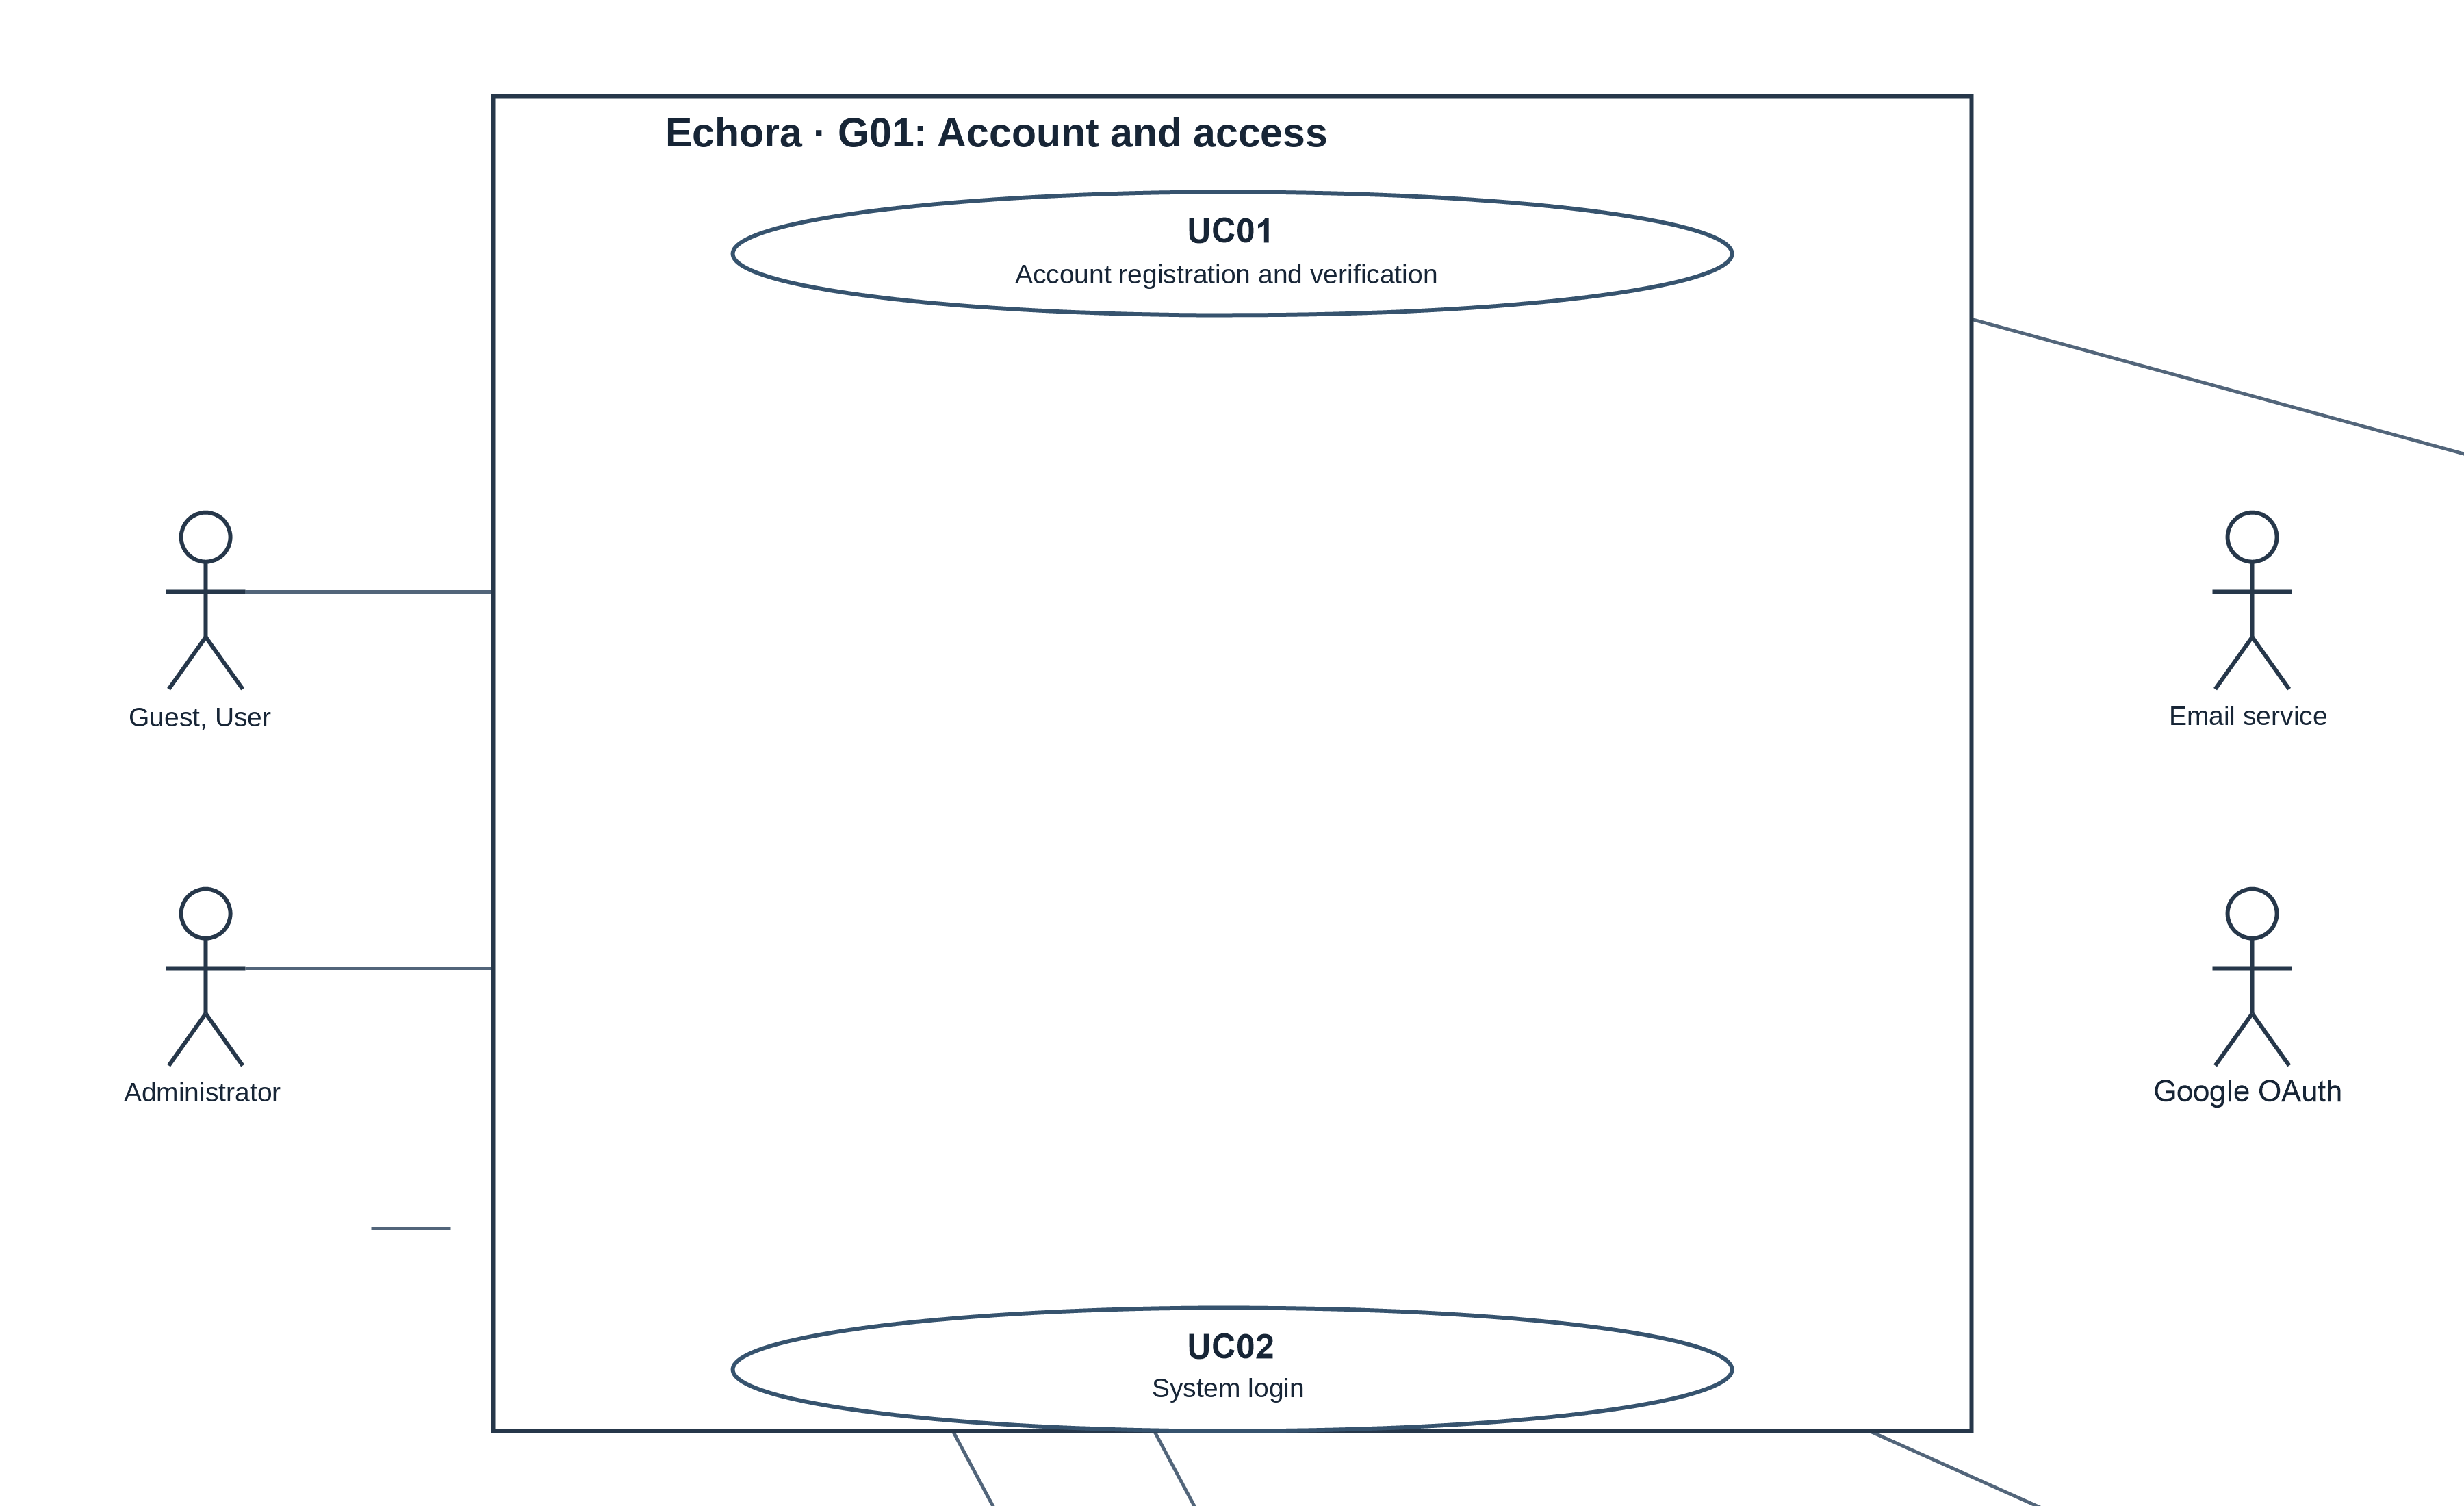 Echora · G01: Account and access
UC01
Account registration and verification
Guest, User
Email service
Administrator
Google OAuth
UC02
System login